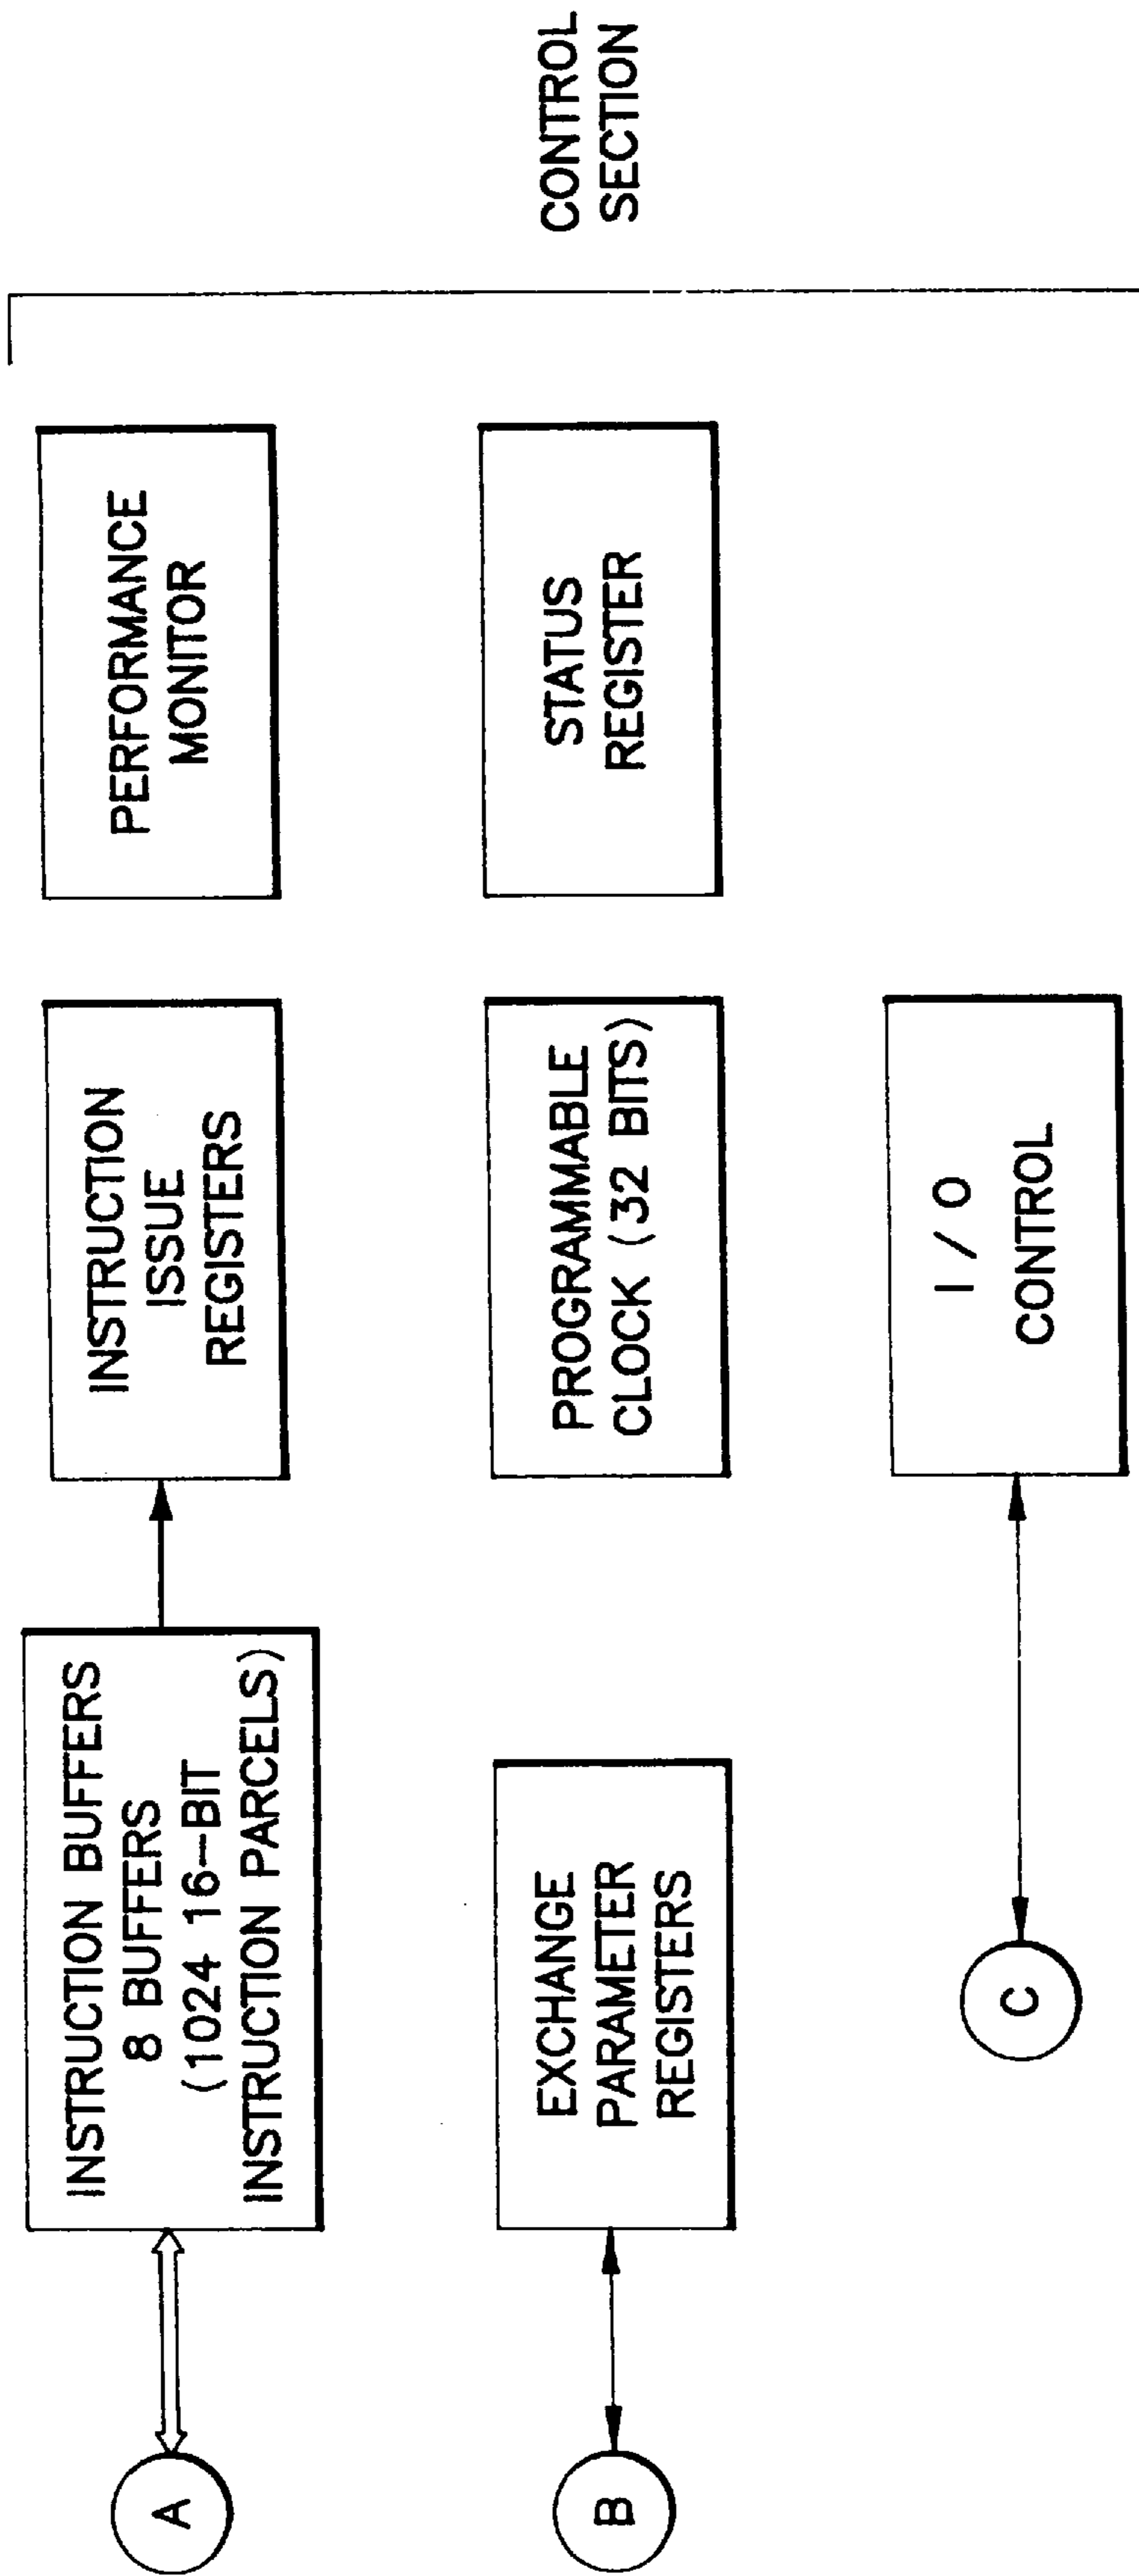 A
INSTRUCTION BUFFERS
8 BUFFERS
(1024 16-BIT
INSTRUCTION PARCELS)
INSTRUCTION
ISSUE
REGISTERS
PERFORMANCE
MONITOR
B
EXCHANGE
PARAMETER
REGISTERS
PROGRAMMABLE
CLOCK (32 BITS)
STATUS
REGISTER
CONTROL
SECTION
C
I / O
CONTROL